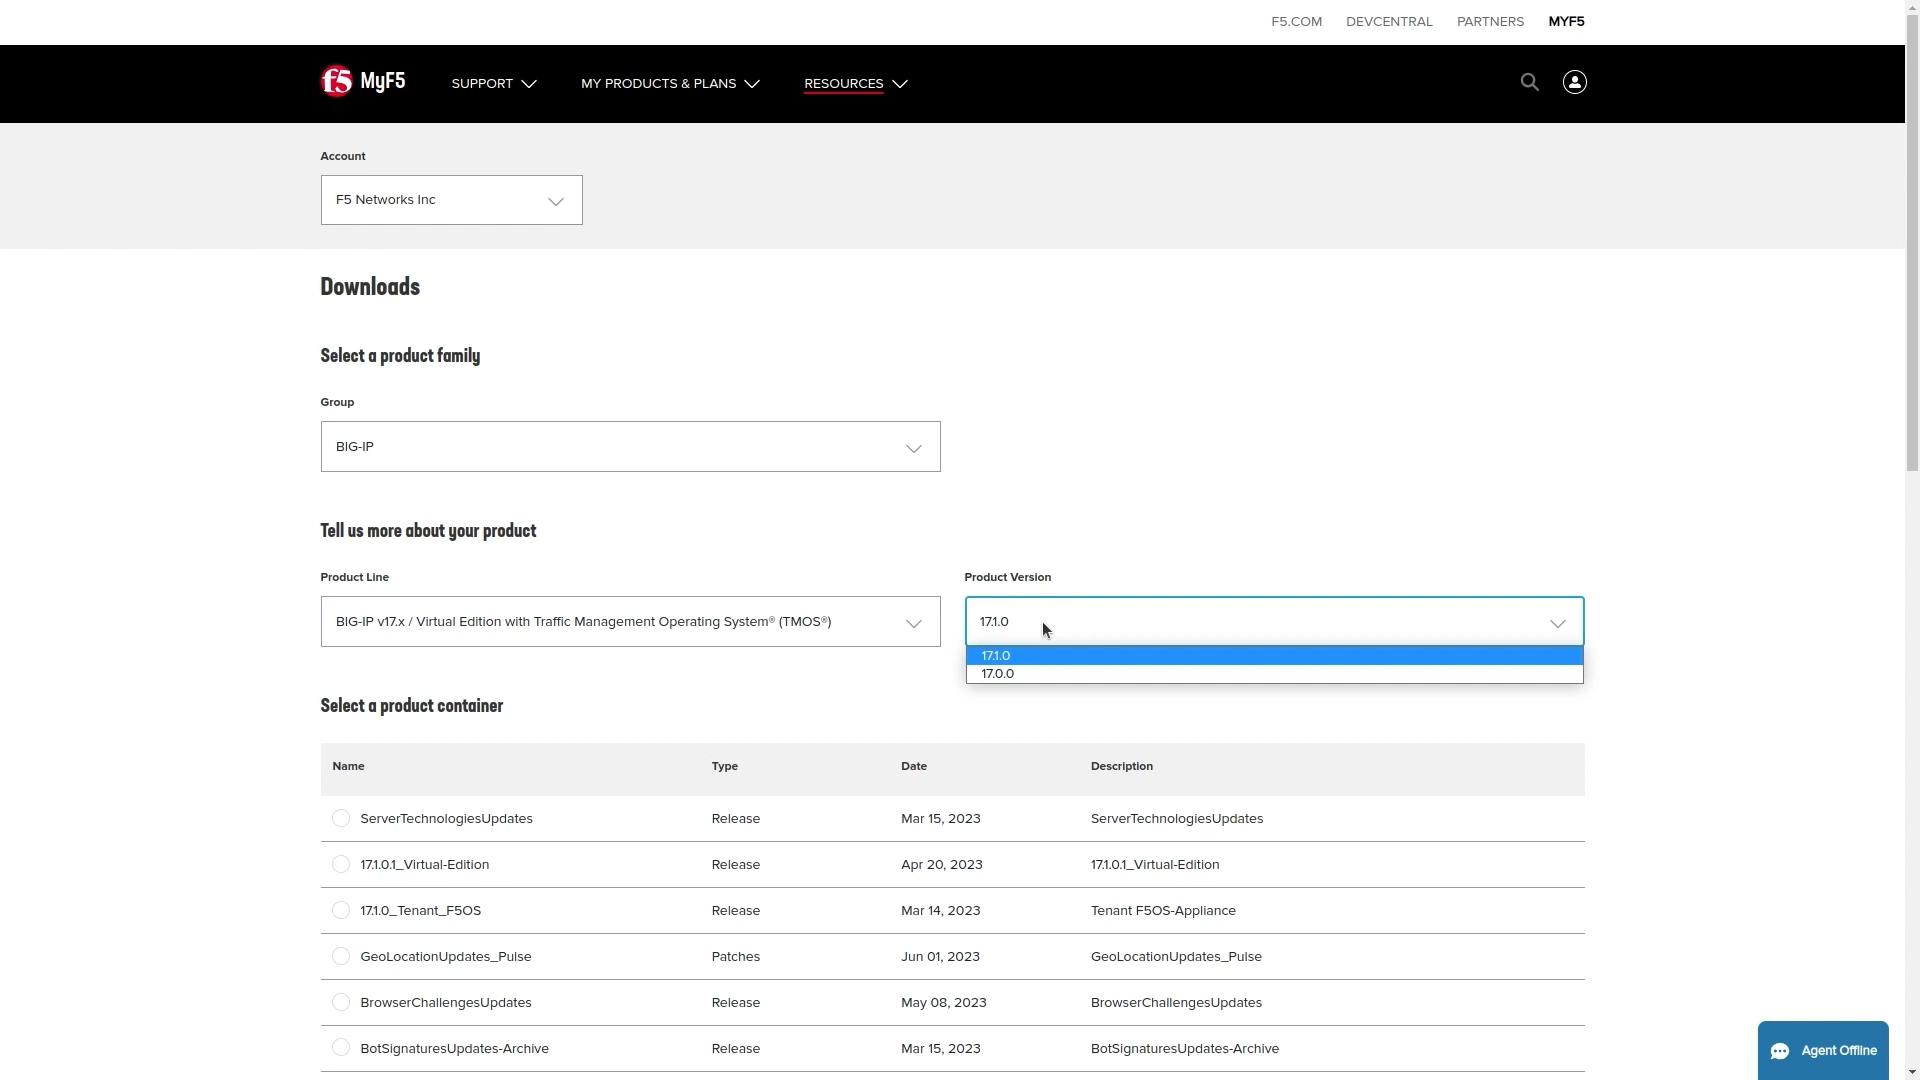 F5.COM DEVCENTRAL PARTNERS MYF5
f5 MyF5 SUPPORT MY PRODUCTS & PLANS RESOURCES
Account
F5 Networks Inc
Downloads
Select a product family
Group
BIG-IP
Tell us more about your product
Product Line Product Version
BIG-IP v17.x / Virtual Edition with Traffic Management Operating System® (TMOS®) 17.1.0
17.1.0
17.0.0
Select a product container
Name Type Date Description
ServerTechnologiesUpdates Release Mar 15, 2023 ServerTechnologiesUpdates
17.1.0.1_Virtual-Edition Release Apr 20, 2023 17.1.0.1_Virtual-Edition
17.1.0_Tenant_F5OS Release Mar 14, 2023 Tenant F5OS-Appliance
GeoLocationUpdates_Pulse Patches Jun 01, 2023 GeoLocationUpdates_Pulse
BrowserChallengesUpdates Release May 08, 2023 BrowserChallengesUpdates
BotSignaturesUpdates-Archive Release Mar 15, 2023 BotSignaturesUpdates-Archive
Agent Offline